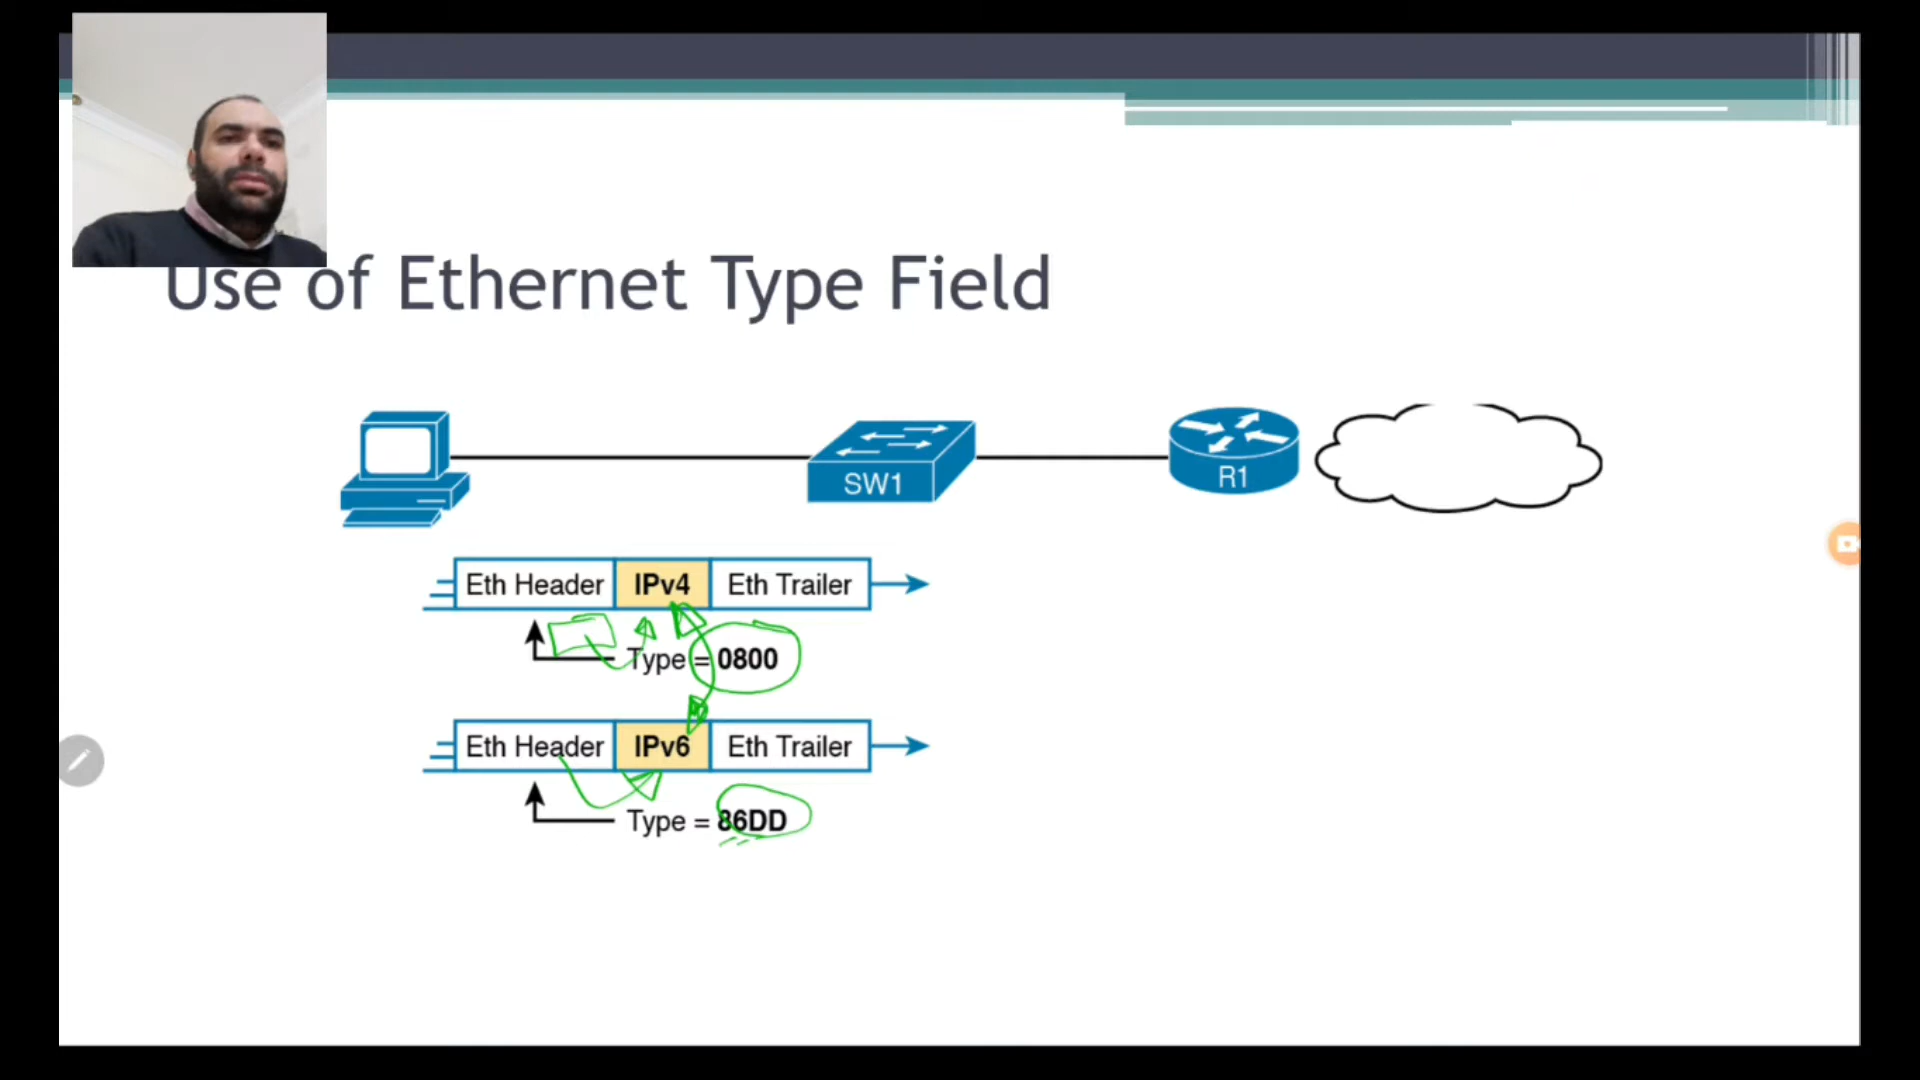 Use of Ethernet Type Field
SW1
R1
Eth Header IPv4 Eth Trailer
Type = 0800
Eth Header IPv6 Eth Trailer
Type = 86DD